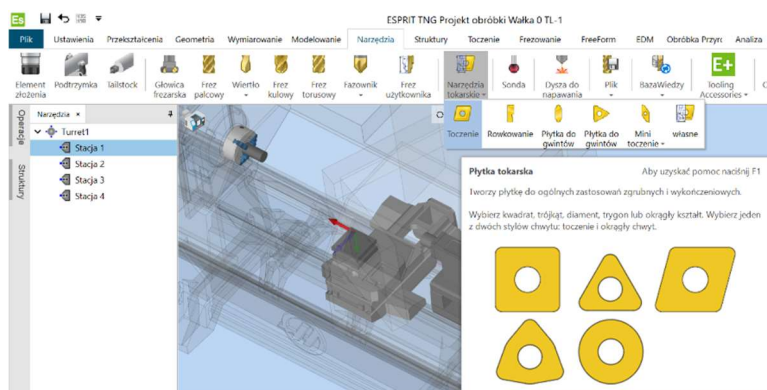 Es
ESPRIT TNG Projekt obróbki Wałka 0 TL-1
Plik Ustawienia Przekształcenia Geometria Wymiarowanie Modelowanie Narzędzia Struktury Toczenie Frezowanie FreeForm EDM Obróbka Przyrc Analiza
Element złożenia
Podtrzymka
Tailstock
Głowica frezarska
Frez palcowy
Wiertło
Frez kulowy
Frez torusowy
Fazownik
Frez użytkownika
Narzędzia tokarskie
Sonda
Dysza do napawania
Plik
BazaWiedzy
E+
Tooling Accessories
Operacje
Struktury
Narzędzia ×
Turret1
Stacja 1
Stacja 2
Stacja 3
Stacja 4
Toczenie
Rowkowanie
Płytka do gwintów
Płytka do gwintów
Mini toczenie
własne
Płytka tokarska Aby uzyskać pomoc naciśnij F1
Tworzy płytkę do ogólnych zastosowań zgrubnych i wykończeniowych.
Wybierz kwadrat, trójkąt, diament, trygon lub okrągły kształt. Wybierz jeden
z dwóch stylów chwytu: toczenie i okrągły chwyt.